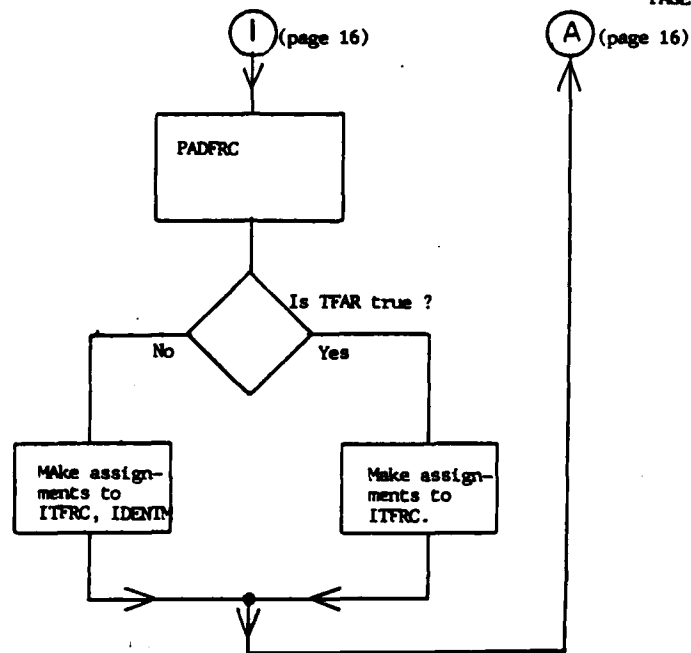 PAGE
I (page 16)
A (page 16)
PADFRC
Is TFAR true ?
No
Yes
MAke assign-
ments to
ITFRC, IDENTM
Make assign-
ments to
ITFRC.